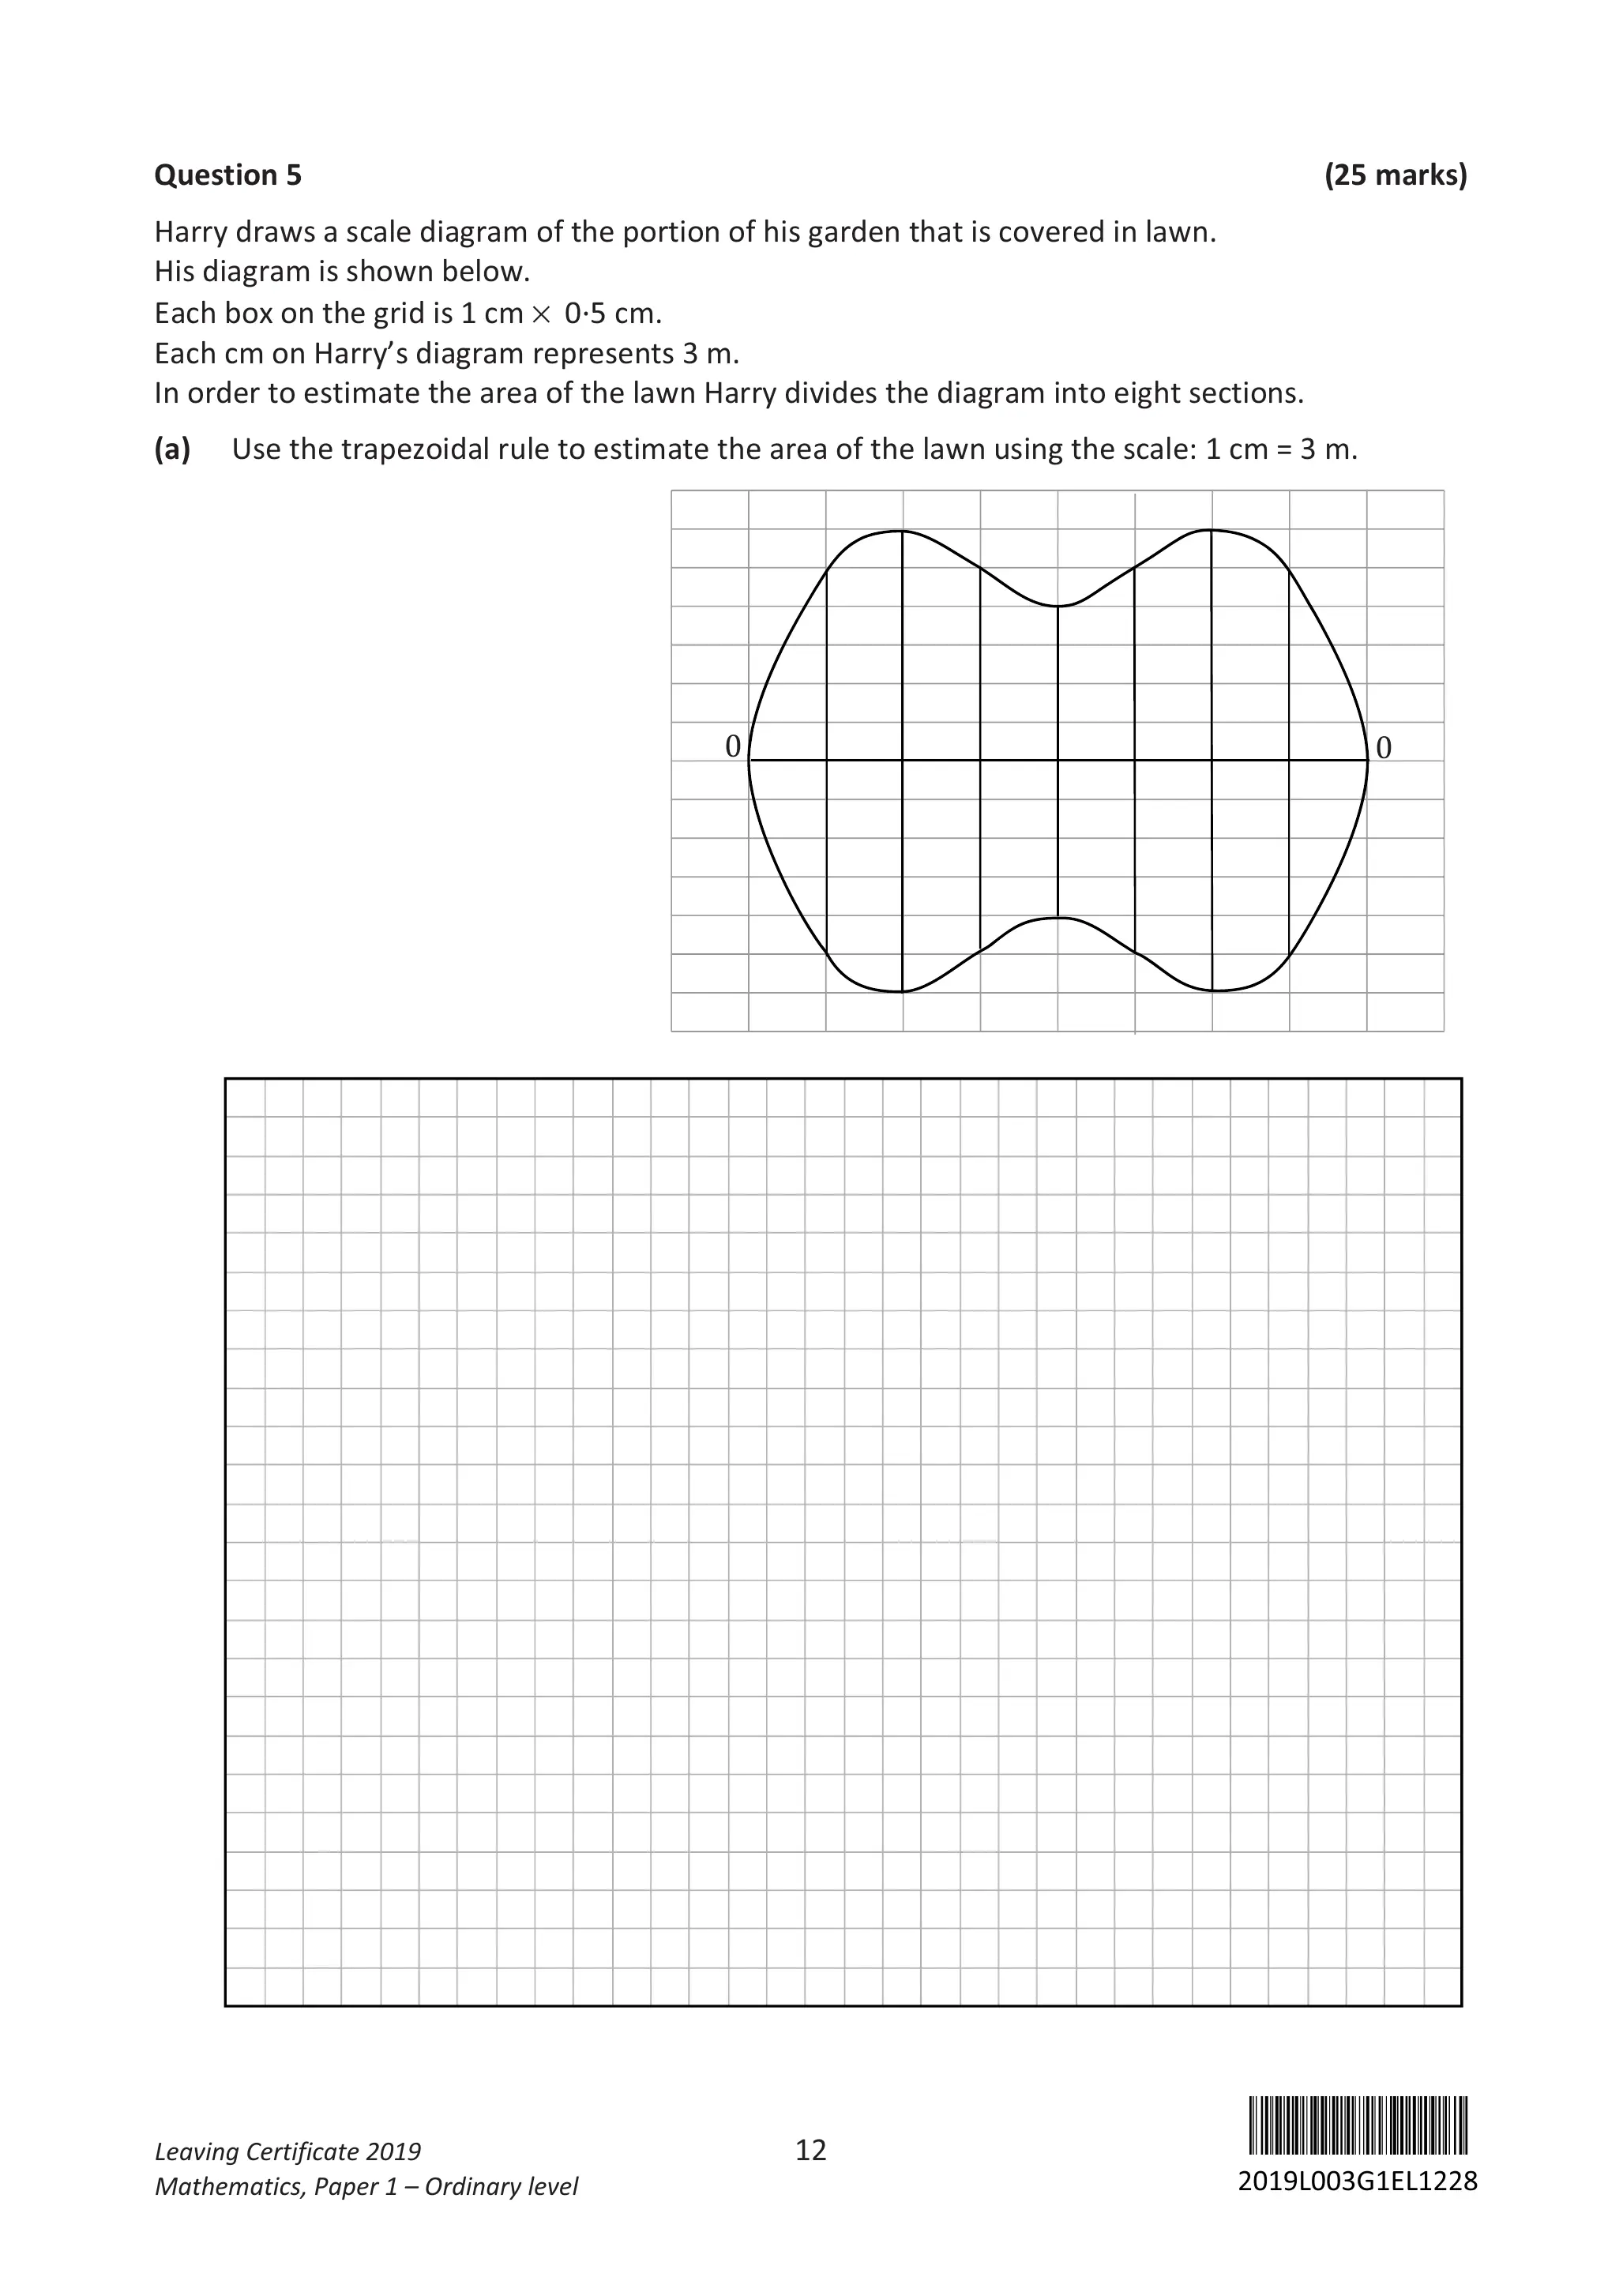 Question 5 (25 marks)
Harry draws a scale diagram of the portion of his garden that is covered in lawn.
His diagram is shown below.
Each box on the grid is 1 cm × 0·5 cm.
Each cm on Harry’s diagram represents 3 m.
In order to estimate the area of the lawn Harry divides the diagram into eight sections.
(a) Use the trapezoidal rule to estimate the area of the lawn using the scale: 1 cm = 3 m.
0 0
Leaving Certificate 2019
Mathematics, Paper 1 – Ordinary level
12
2019L003G1EL1228